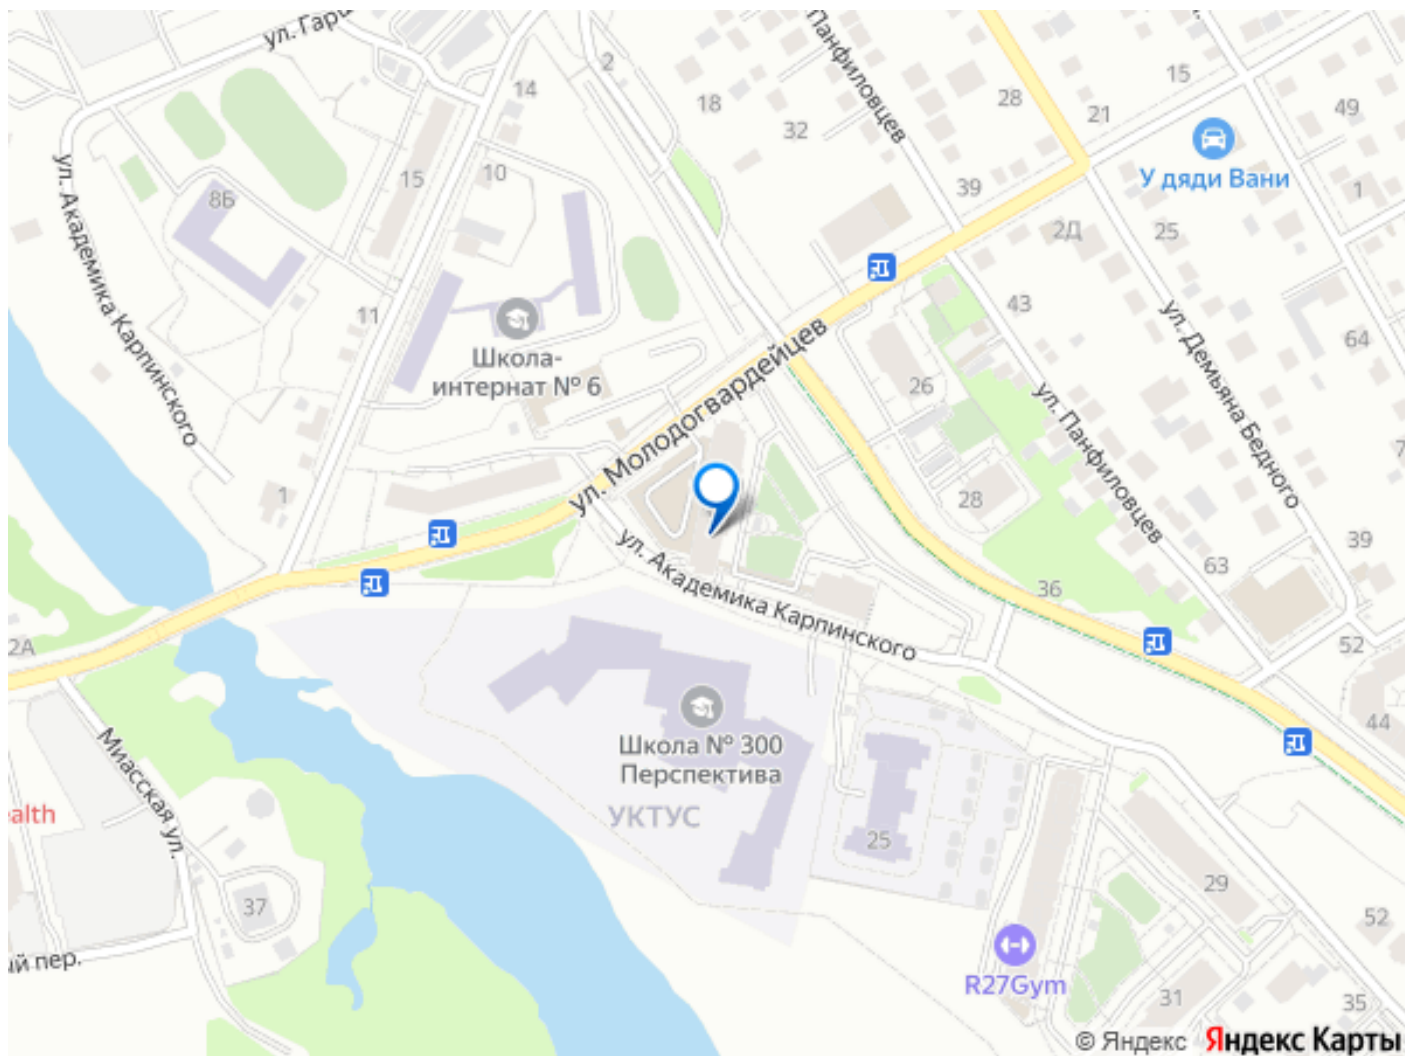 ул. Гарш
2
14
18
32
Панфиловцев
28
15
21
49
У дяди Вани
8Б
15
10
39
1
2Д
25
ул. Академика Карпинского
11
43
64
Школа-
интернат № 6
ул. Молодогвардейцев
26
ул. Панфиловцев
ул. Демьяна Бедного
7
1
28
39
ул. Академика Карпинского
63
36
2А
52
Школа № 300
Перспектива
44
Миасская ул.
alth
УКТУС
25
29
37
52
ий пер.
R27Gym
31
35
© Яндекс Яндекс Карты